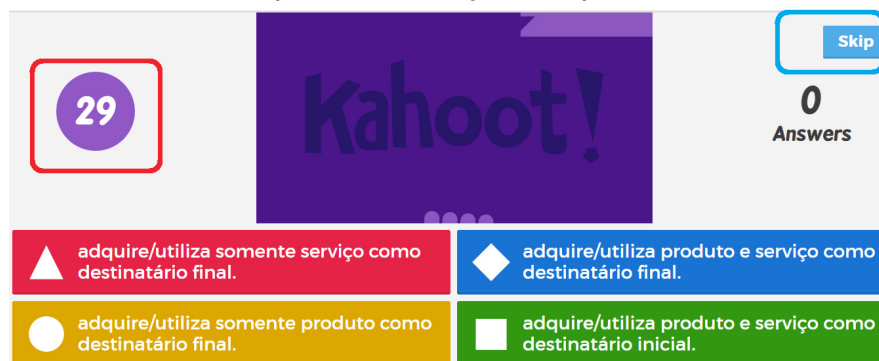 Skip
29
Kahoot!
0
Answers
adquire/utiliza somente serviço como
destinatário final.
adquire/utiliza produto e serviço como
destinatário final.
adquire/utiliza somente produto como
destinatário final.
adquire/utiliza produto e serviço como
destinatário inicial.